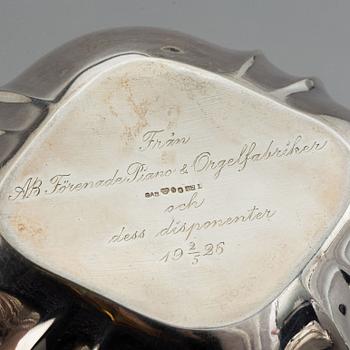 Från
AB Förenade Piano & Orgelfabriker
och
dess disponenter
19 2/5 26